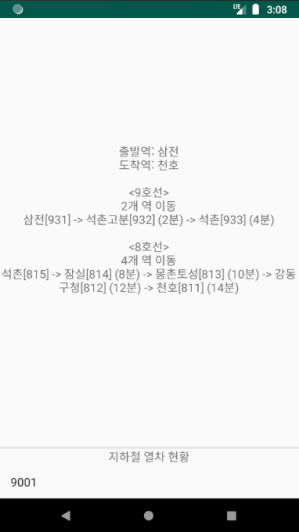 LTE 3:08
출발역: 삼전
도착역: 천호
<9호선>
2개 역 이동
삼전[931] -> 석촌고분[932] (2분) -> 석촌[933] (4분)
<8호선>
4개 역 이동
석촌[815] -> 잠실[814] (8분) -> 몽촌토성[813] (10분) -> 강동
구청[812] (12분) -> 천호[811] (14분)
지하철 열차 현황
9001